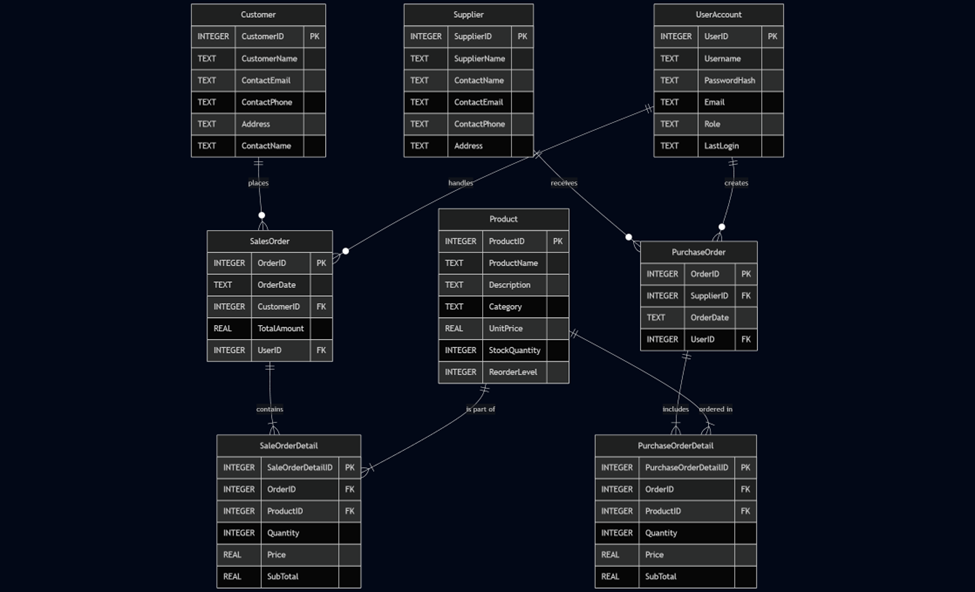 Customer
INTEGER CustomerID PK
TEXT CustomerName
TEXT ContactEmail
TEXT ContactPhone
TEXT Address
TEXT ContactName
Supplier
INTEGER SupplierID PK
TEXT SupplierName
TEXT ContactName
TEXT ContactEmail
TEXT ContactPhone
TEXT Address
UserAccount
INTEGER UserID PK
TEXT Username
TEXT PasswordHash
TEXT Email
TEXT Role
TEXT LastLogin
places
handles
receives
creates
SalesOrder
INTEGER OrderID PK
TEXT OrderDate
INTEGER CustomerID FK
REAL TotalAmount
INTEGER UserID FK
Product
INTEGER ProductID PK
TEXT ProductName
TEXT Description
TEXT Category
REAL UnitPrice
INTEGER StockQuantity
INTEGER ReorderLevel
PurchaseOrder
INTEGER OrderID PK
INTEGER SupplierID FK
TEXT OrderDate
INTEGER UserID FK
contains
is part of
includes
ordered in
SaleOrderDetail
INTEGER SaleOrderDetailID PK
INTEGER OrderID FK
INTEGER ProductID FK
INTEGER Quantity
REAL Price
REAL SubTotal
PurchaseOrderDetail
INTEGER PurchaseOrderDetailID PK
INTEGER OrderID FK
INTEGER ProductID FK
INTEGER Quantity
REAL Price
REAL SubTotal